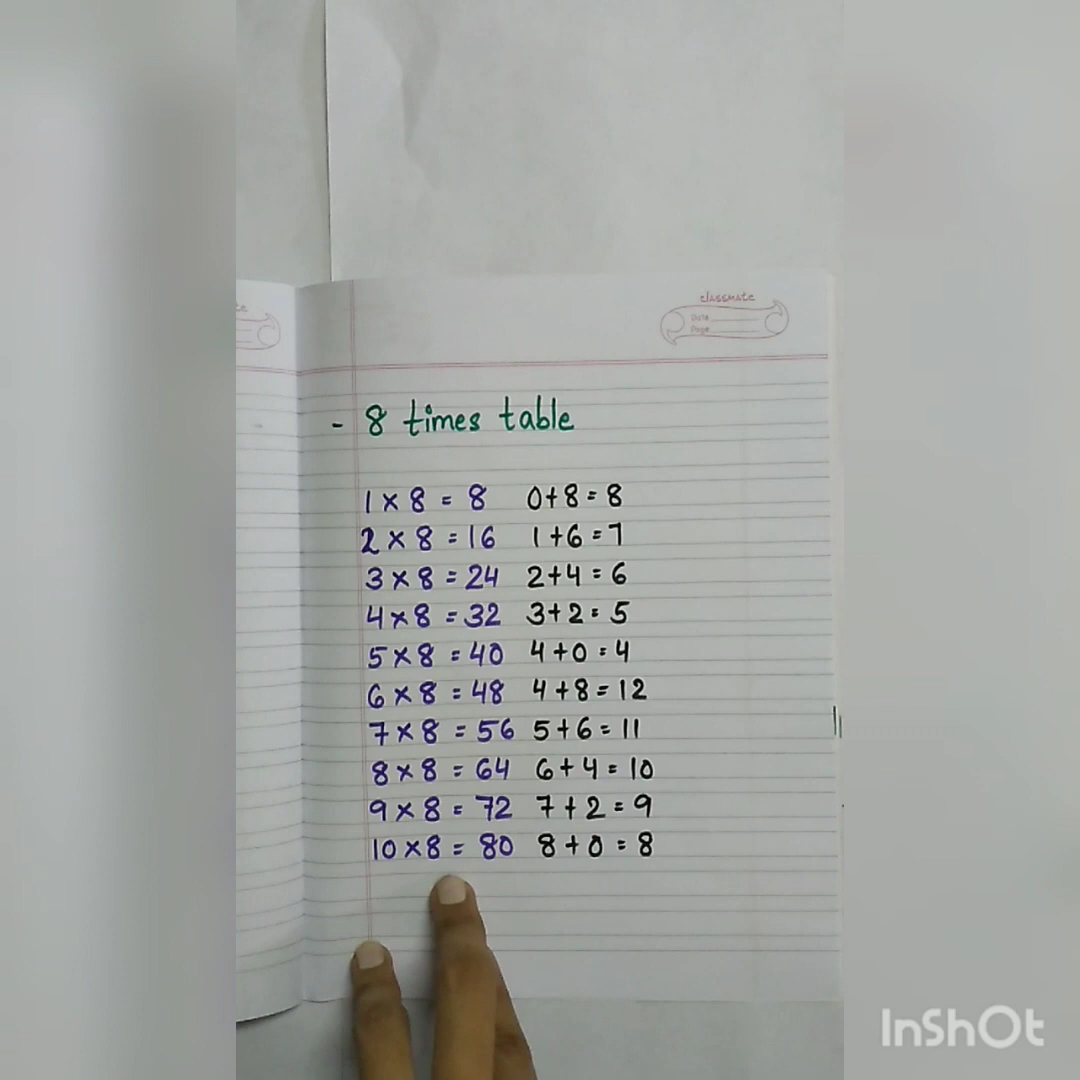 classmate
Date
Page
- 8 times table
1 × 8 = 8 0+8=8
2 × 8 = 16 1+6=7
3 × 8 = 24 2+4=6
4 × 8 = 32 3+2=5
5 × 8 = 40 4+0=4
6 × 8 = 48 4+8=12
7 × 8 = 56 5+6=11
8 × 8 = 64 6+4=10
9 × 8 = 72 7+2=9
10 × 8 = 80 8+0=8
InShOt